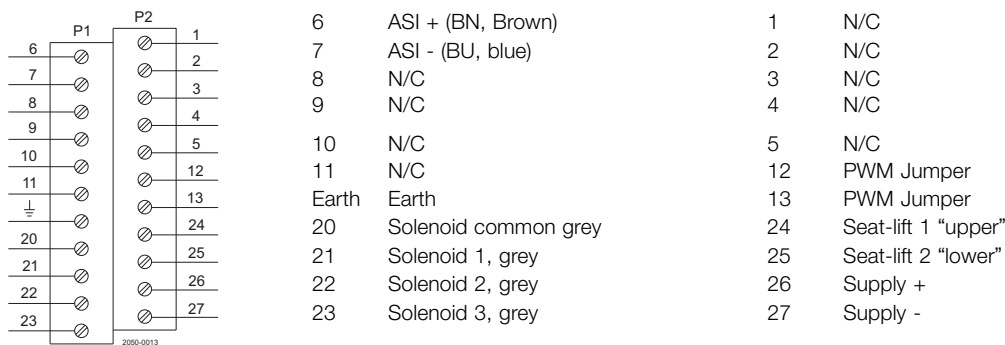 P1
P2
6
7
8
9
10
11
20
21
22
23
1
2
3
4
5
12
13
24
25
26
27
2050-0013
6 ASI + (BN, Brown) 1 N/C
7 ASI - (BU, blue) 2 N/C
8 N/C 3 N/C
9 N/C 4 N/C
10 N/C 5 N/C
11 N/C 12 PWM Jumper
Earth Earth 13 PWM Jumper
20 Solenoid common grey 24 Seat-lift 1 “upper”
21 Solenoid 1, grey 25 Seat-lift 2 “lower”
22 Solenoid 2, grey 26 Supply +
23 Solenoid 3, grey 27 Supply -